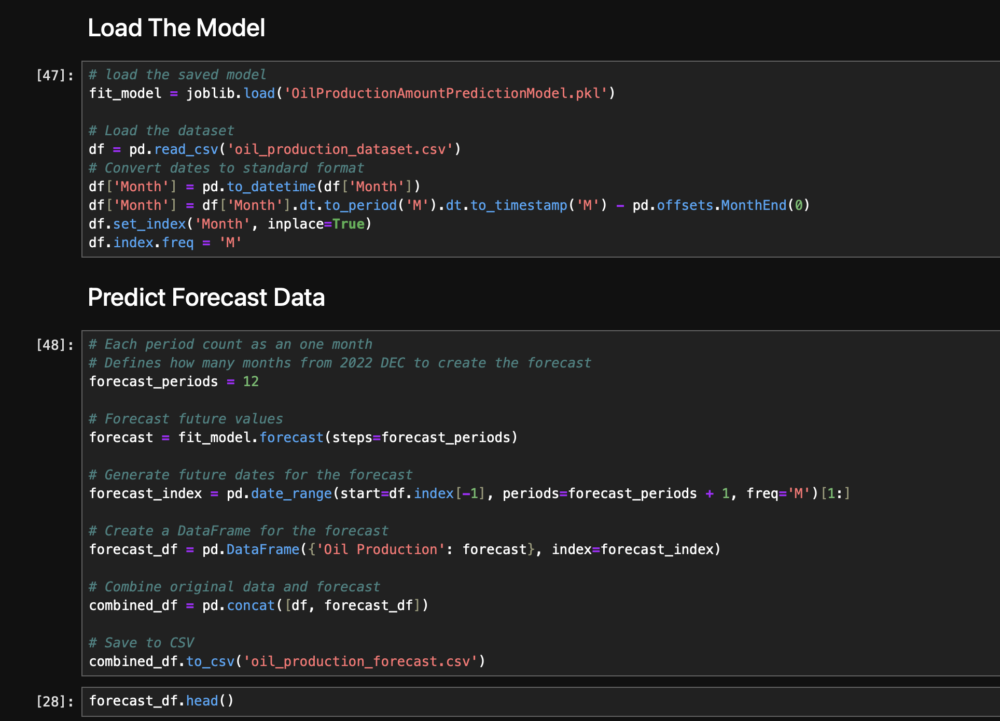 Load The Model
[47]:
# load the saved model
fit_model = joblib.load('OilProductionAmountPredictionModel.pkl')
# Load the dataset
df = pd.read_csv('oil_production_dataset.csv')
# Convert dates to standard format
df['Month'] = pd.to_datetime(df['Month'])
df['Month'] = df['Month'].dt.to_period('M').dt.to_timestamp('M') - pd.offsets.MonthEnd(0)
df.set_index('Month', inplace=True)
df.index.freq = 'M'
Predict Forecast Data
[48]:
# Each period count as an one month
# Defines how many months from 2022 DEC to create the forecast
forecast_periods = 12
# Forecast future values
forecast = fit_model.forecast(steps=forecast_periods)
# Generate future dates for the forecast
forecast_index = pd.date_range(start=df.index[-1], periods=forecast_periods + 1, freq='M')[1:]
# Create a DataFrame for the forecast
forecast_df = pd.DataFrame({'Oil Production': forecast}, index=forecast_index)
# Combine original data and forecast
combined_df = pd.concat([df, forecast_df])
# Save to CSV
combined_df.to_csv('oil_production_forecast.csv')
[28]:
forecast_df.head()